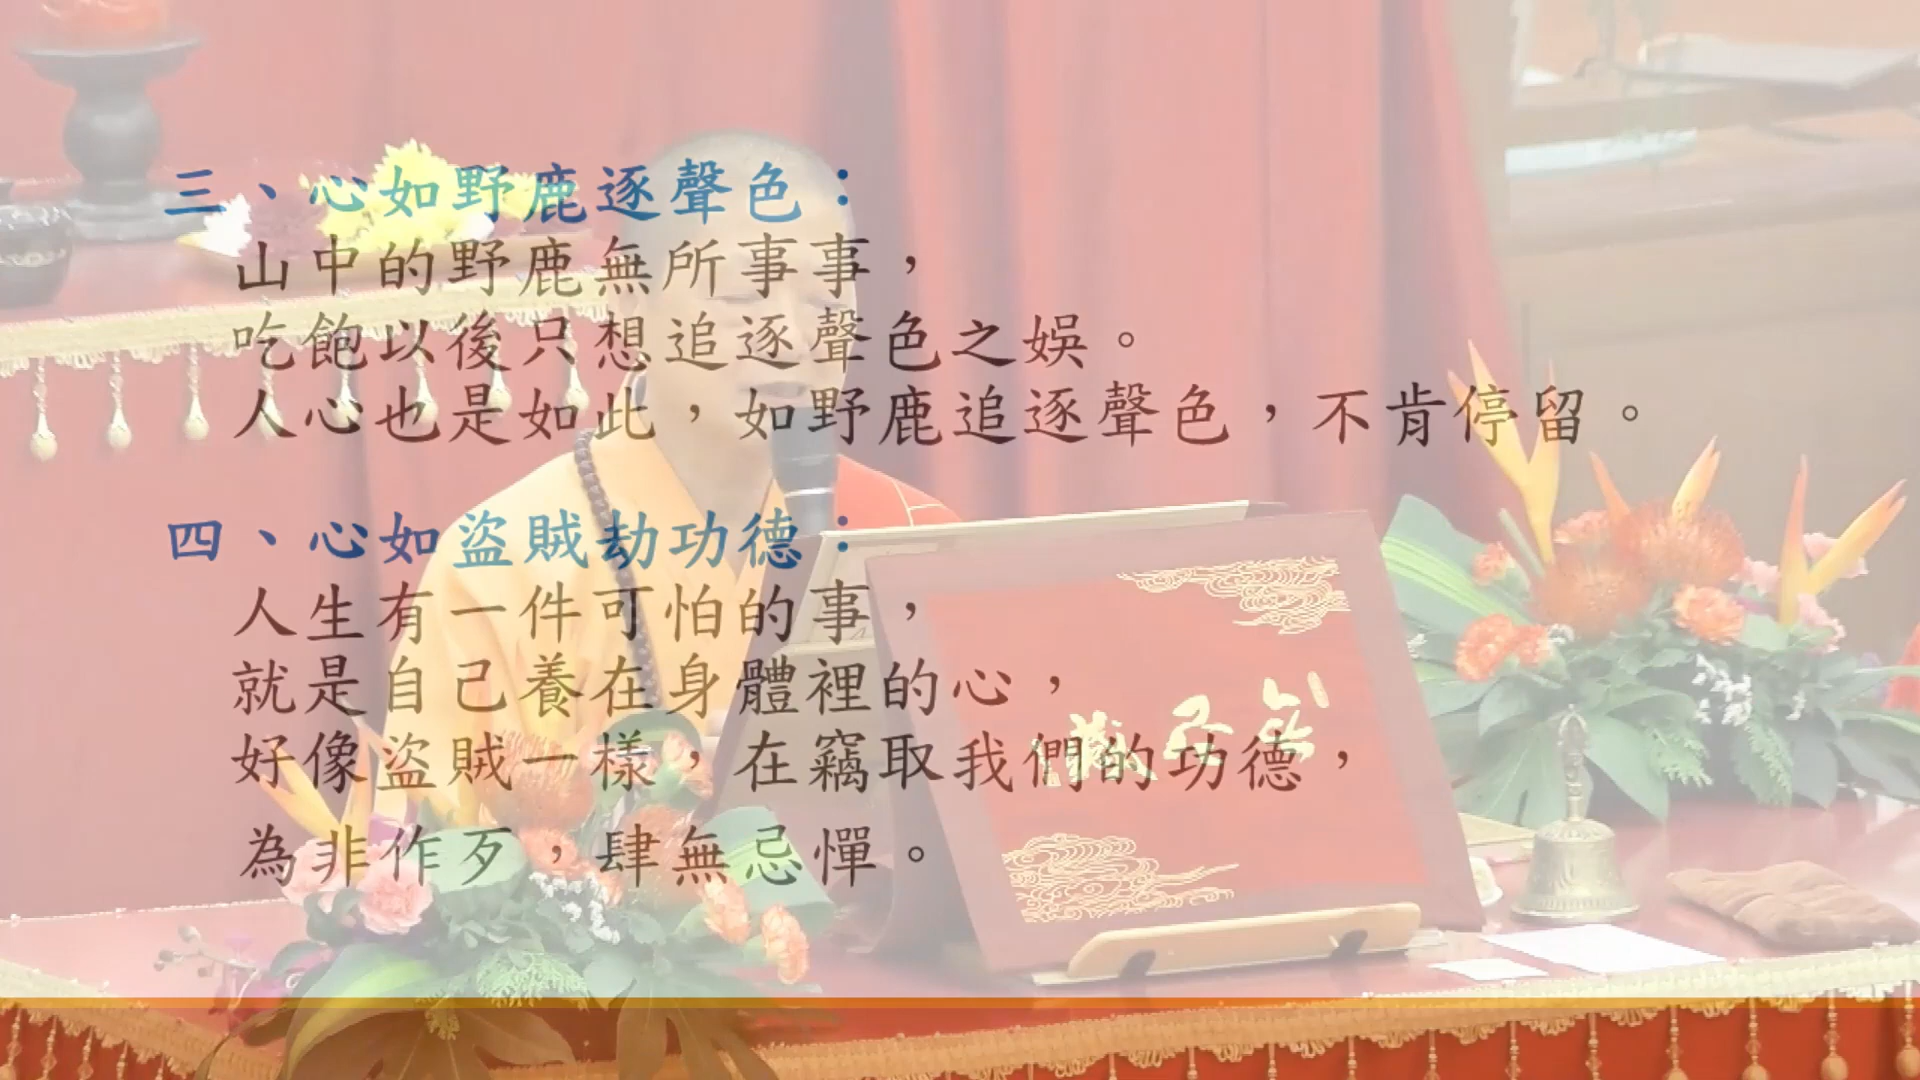 三、心如野鹿逐聲色：
山中的野鹿無所事事，
吃飽以後只想追逐聲色之娛。
人心也是如此，如野鹿追逐聲色，不肯停留。
四、心如盜賊劫功德：
人生有一件可怕的事，
就是自己養在身體裡的心，
好像盜賊一樣，在竊取我們的功德，
為非作歹，肆無忌憚。